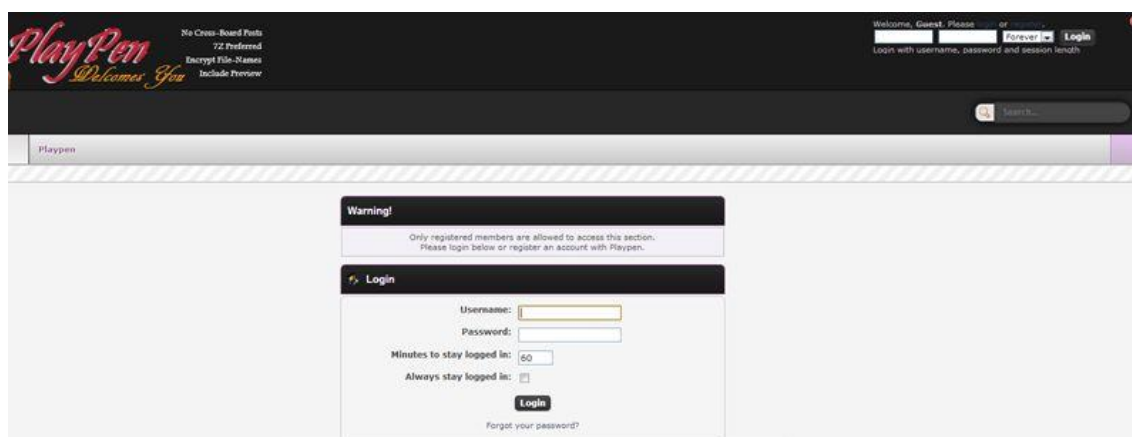 PlayPen
Welcomes You
No Cross-Board Posts
7Z Preferred
Encrypt File-Names
Include Preview
Welcome, Guest. Please login or register.
Forever
Login
Login with username, password and session length
Search...
Playpen
Warning!
Only registered members are allowed to access this section.
Please login below or register an account with Playpen.
Login
Username:
Password:
Minutes to stay logged in: 60
Always stay logged in:
Login
Forgot your password?